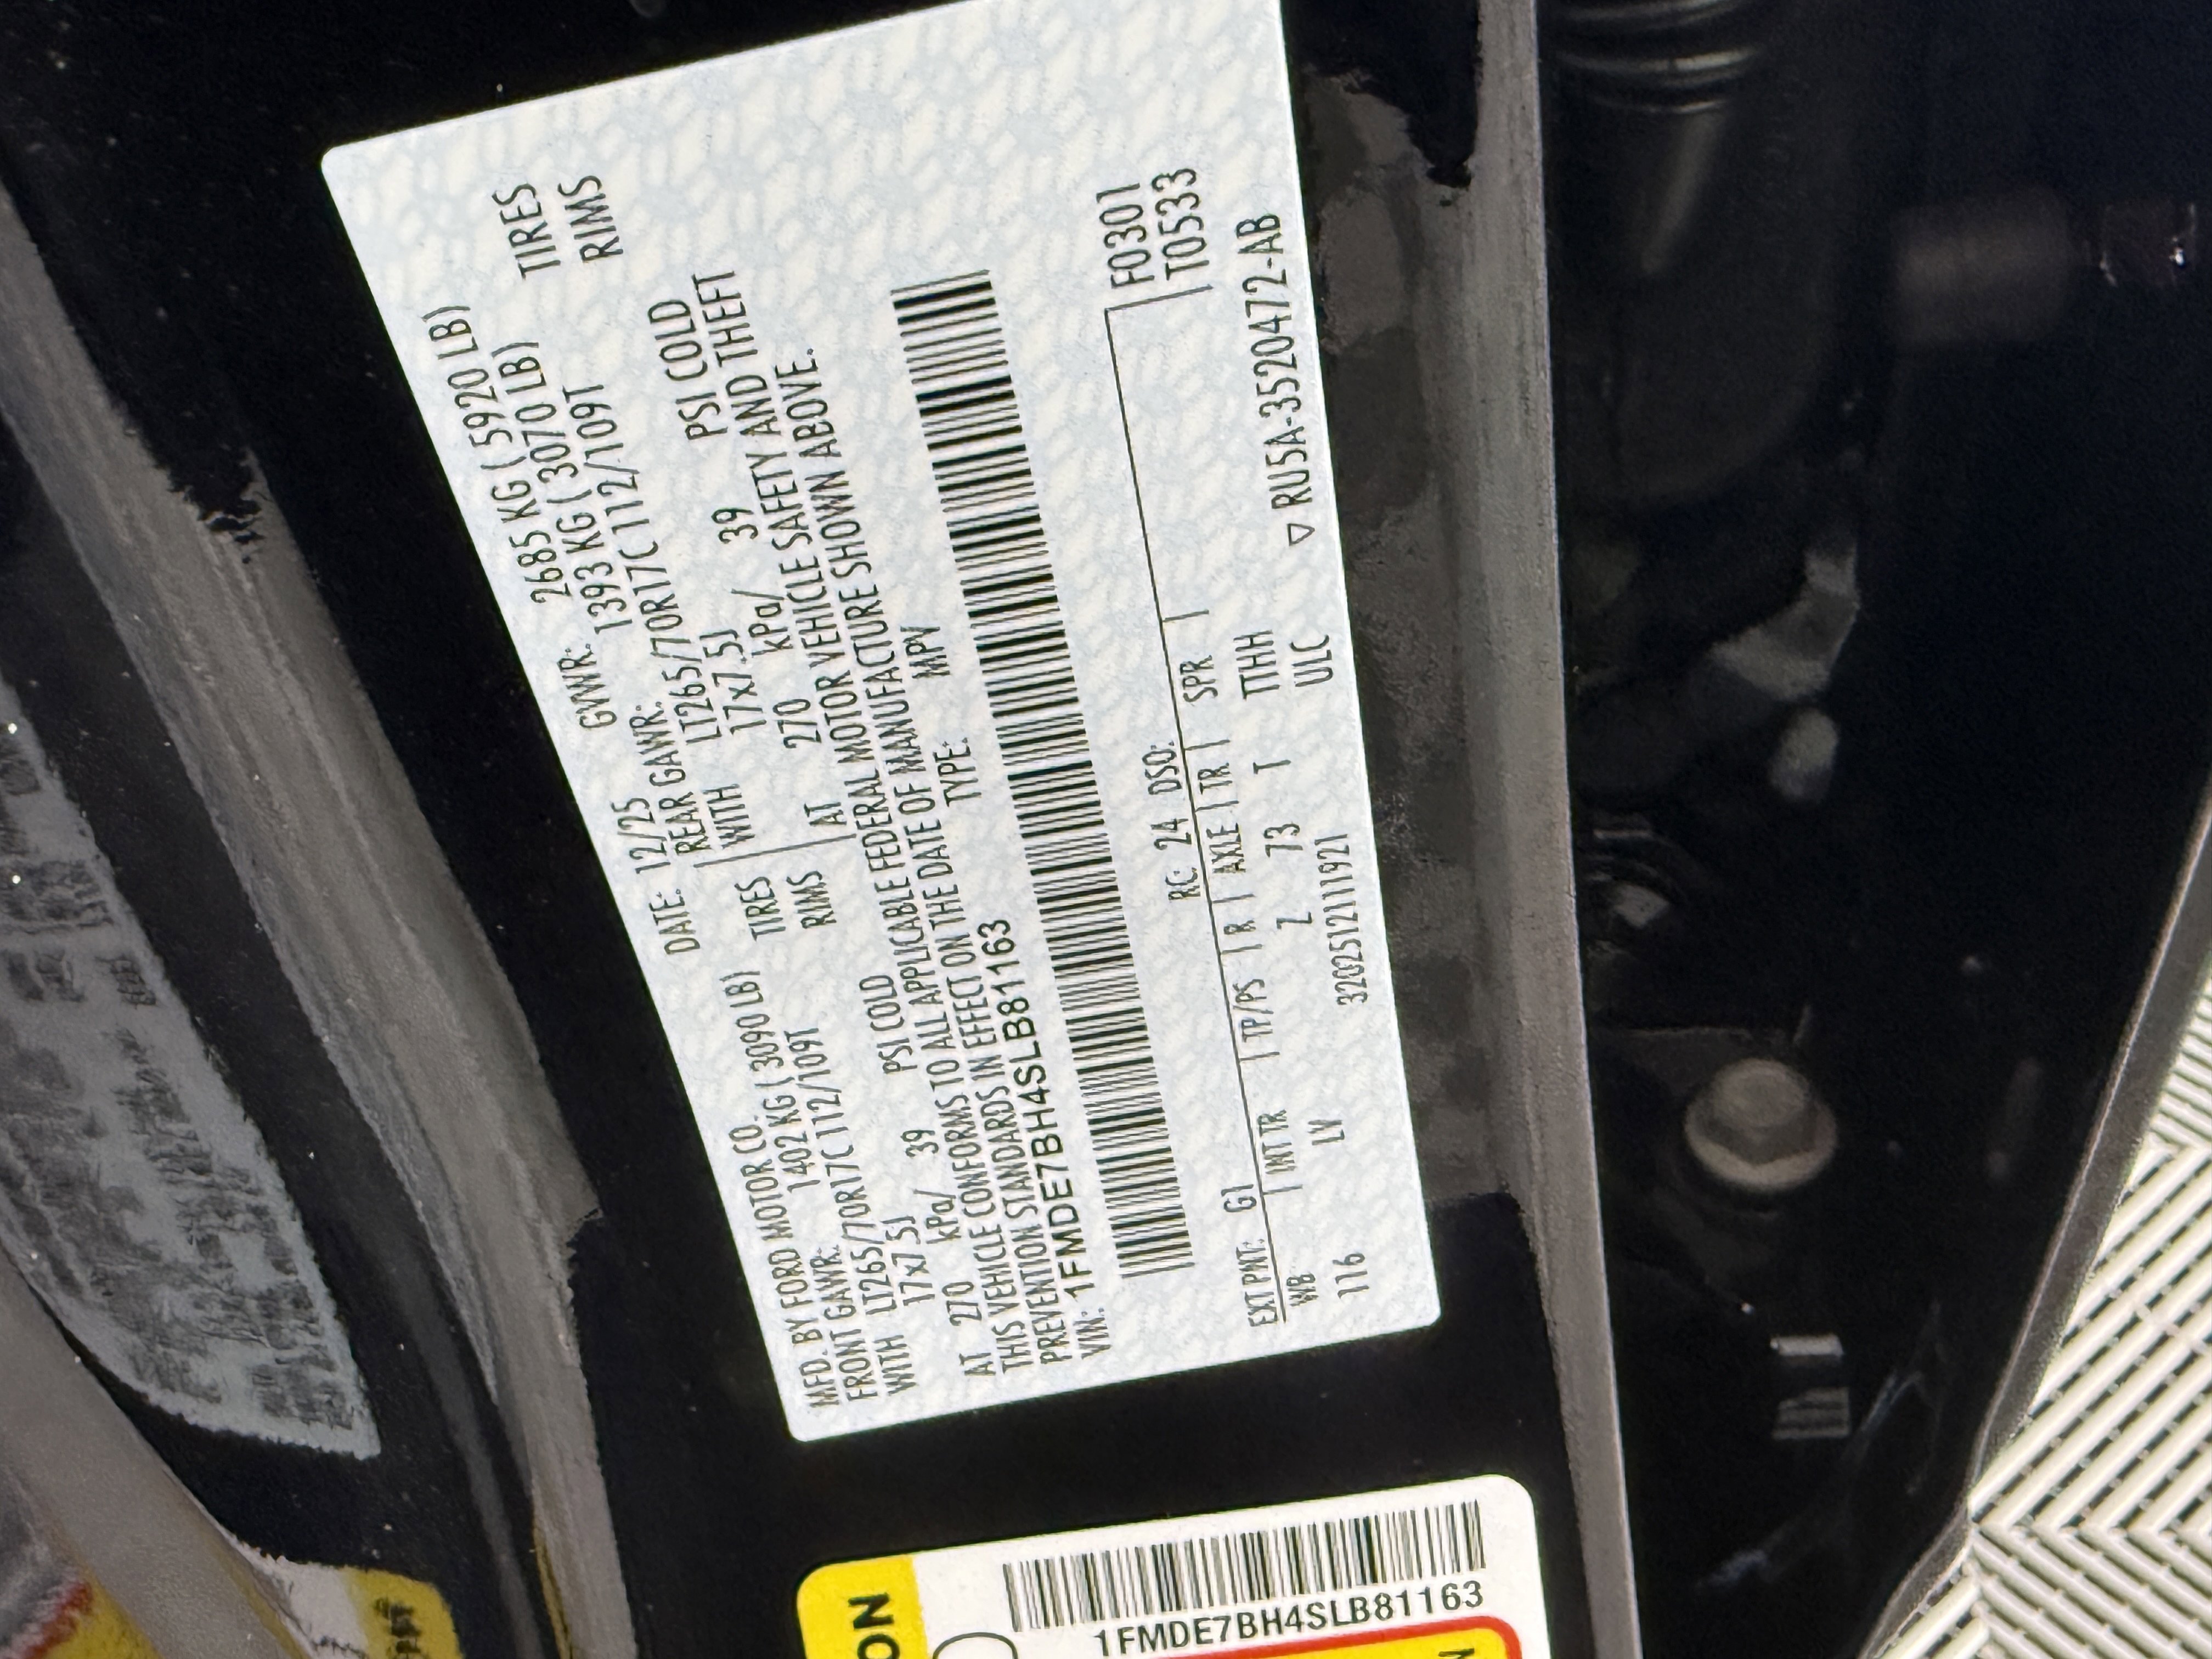 MFD. BY FORD MOTOR CO. DATE: 12/25 GVWR: 2685 KG ( 5920 LB)
FRONT GAWR: 1402 KG ( 3090 LB) REAR GAWR: 1393 KG ( 3070 LB)
WITH LT265/70R17C 112/109T TIRES WITH LT265/70R17C 112/109T TIRES
17x7.5J RIMS 17x7.5J RIMS
AT 270 kPa/ 39 PSI COLD AT 270 kPa/ 39 PSI COLD
THIS VEHICLE CONFORMS TO ALL APPLICABLE FEDERAL MOTOR VEHICLE SAFETY AND THEFT
PREVENTION STANDARDS IN EFFECT ON THE DATE OF MANUFACTURE SHOWN ABOVE.
VIN: 1FMDE7BH4SLB81163 TYPE: MPV
F0301
T0533
EXT PNT: G1 RC: 24 DSO:
WB | INT TR | TP/PS | R | AXLE | TR | SPR
116 LV Z 73 T TTHH
3202512111921 ULC ▽ RU5A-3520472-AB
ON
1FMDE7BH4SLB81163